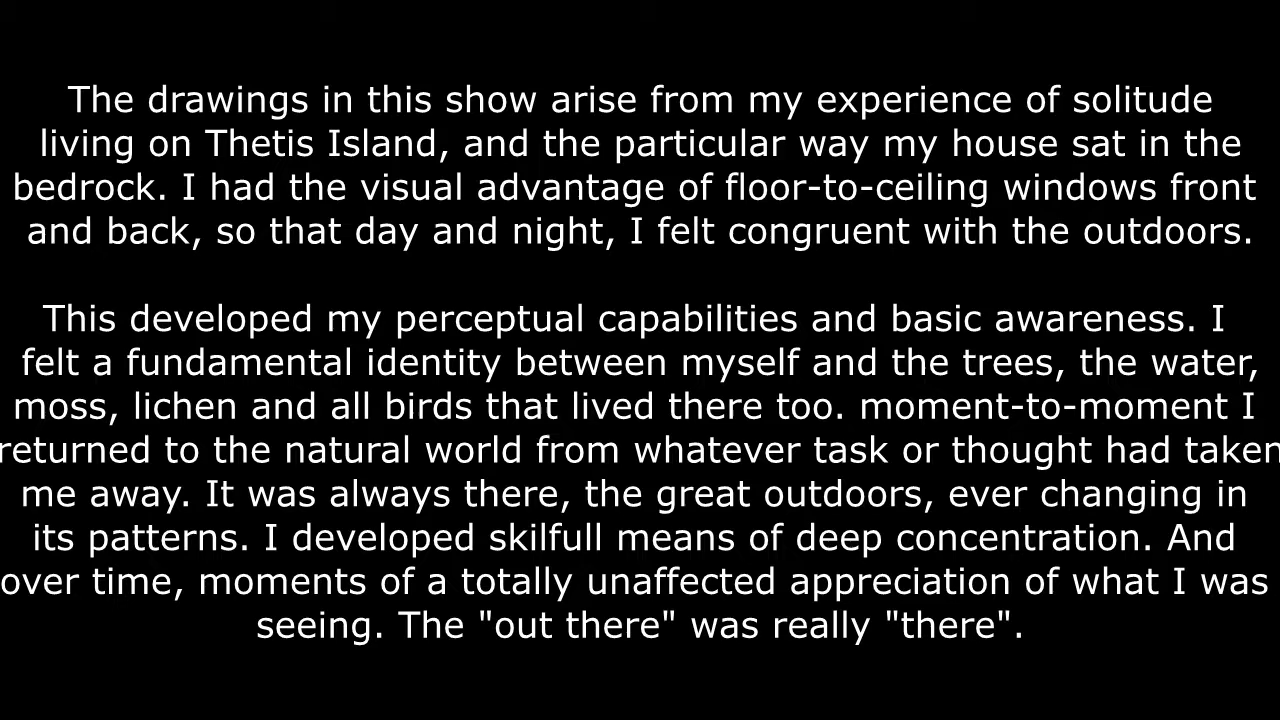 The drawings in this show arise from my experience of solitude
living on Thetis Island, and the particular way my house sat in the
bedrock. I had the visual advantage of floor-to-ceiling windows front
and back, so that day and night, I felt congruent with the outdoors.
This developed my perceptual capabilities and basic awareness. I
felt a fundamental identity between myself and the trees, the water,
moss, lichen and all birds that lived there too. moment-to-moment I
returned to the natural world from whatever task or thought had taken
me away. It was always there, the great outdoors, ever changing in
its patterns. I developed skilfull means of deep concentration. And
over time, moments of a totally unaffected appreciation of what I was
seeing. The "out there" was really "there".